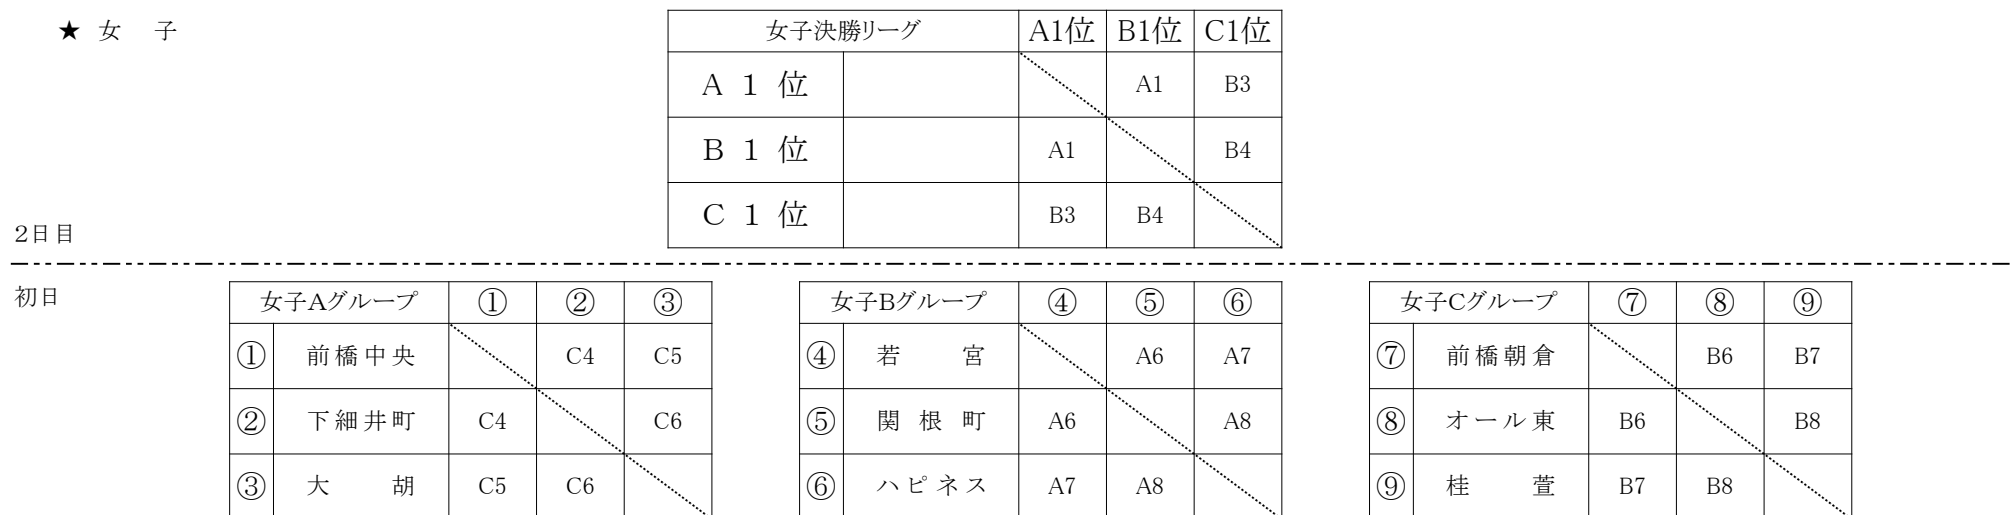 ★ 女 子
女子決勝リーグ A1位 B1位 C1位
A 1 位 A1 B3
B 1 位 A1 B4
C 1 位 B3 B4
2日目
初日
女子Aグループ ① ② ③
① 前橋中央 C4 C5
② 下細井町 C4 C6
③ 大 胡 C5 C6
女子Bグループ ④ ⑤ ⑥
④ 若 宮 A6 A7
⑤ 関 根 町 A6 A8
⑥ ハピネス A7 A8
女子Cグループ ⑦ ⑧ ⑨
⑦ 前橋朝倉 B6 B7
⑧ オール東 B6 B8
⑨ 桂 萱 B7 B8